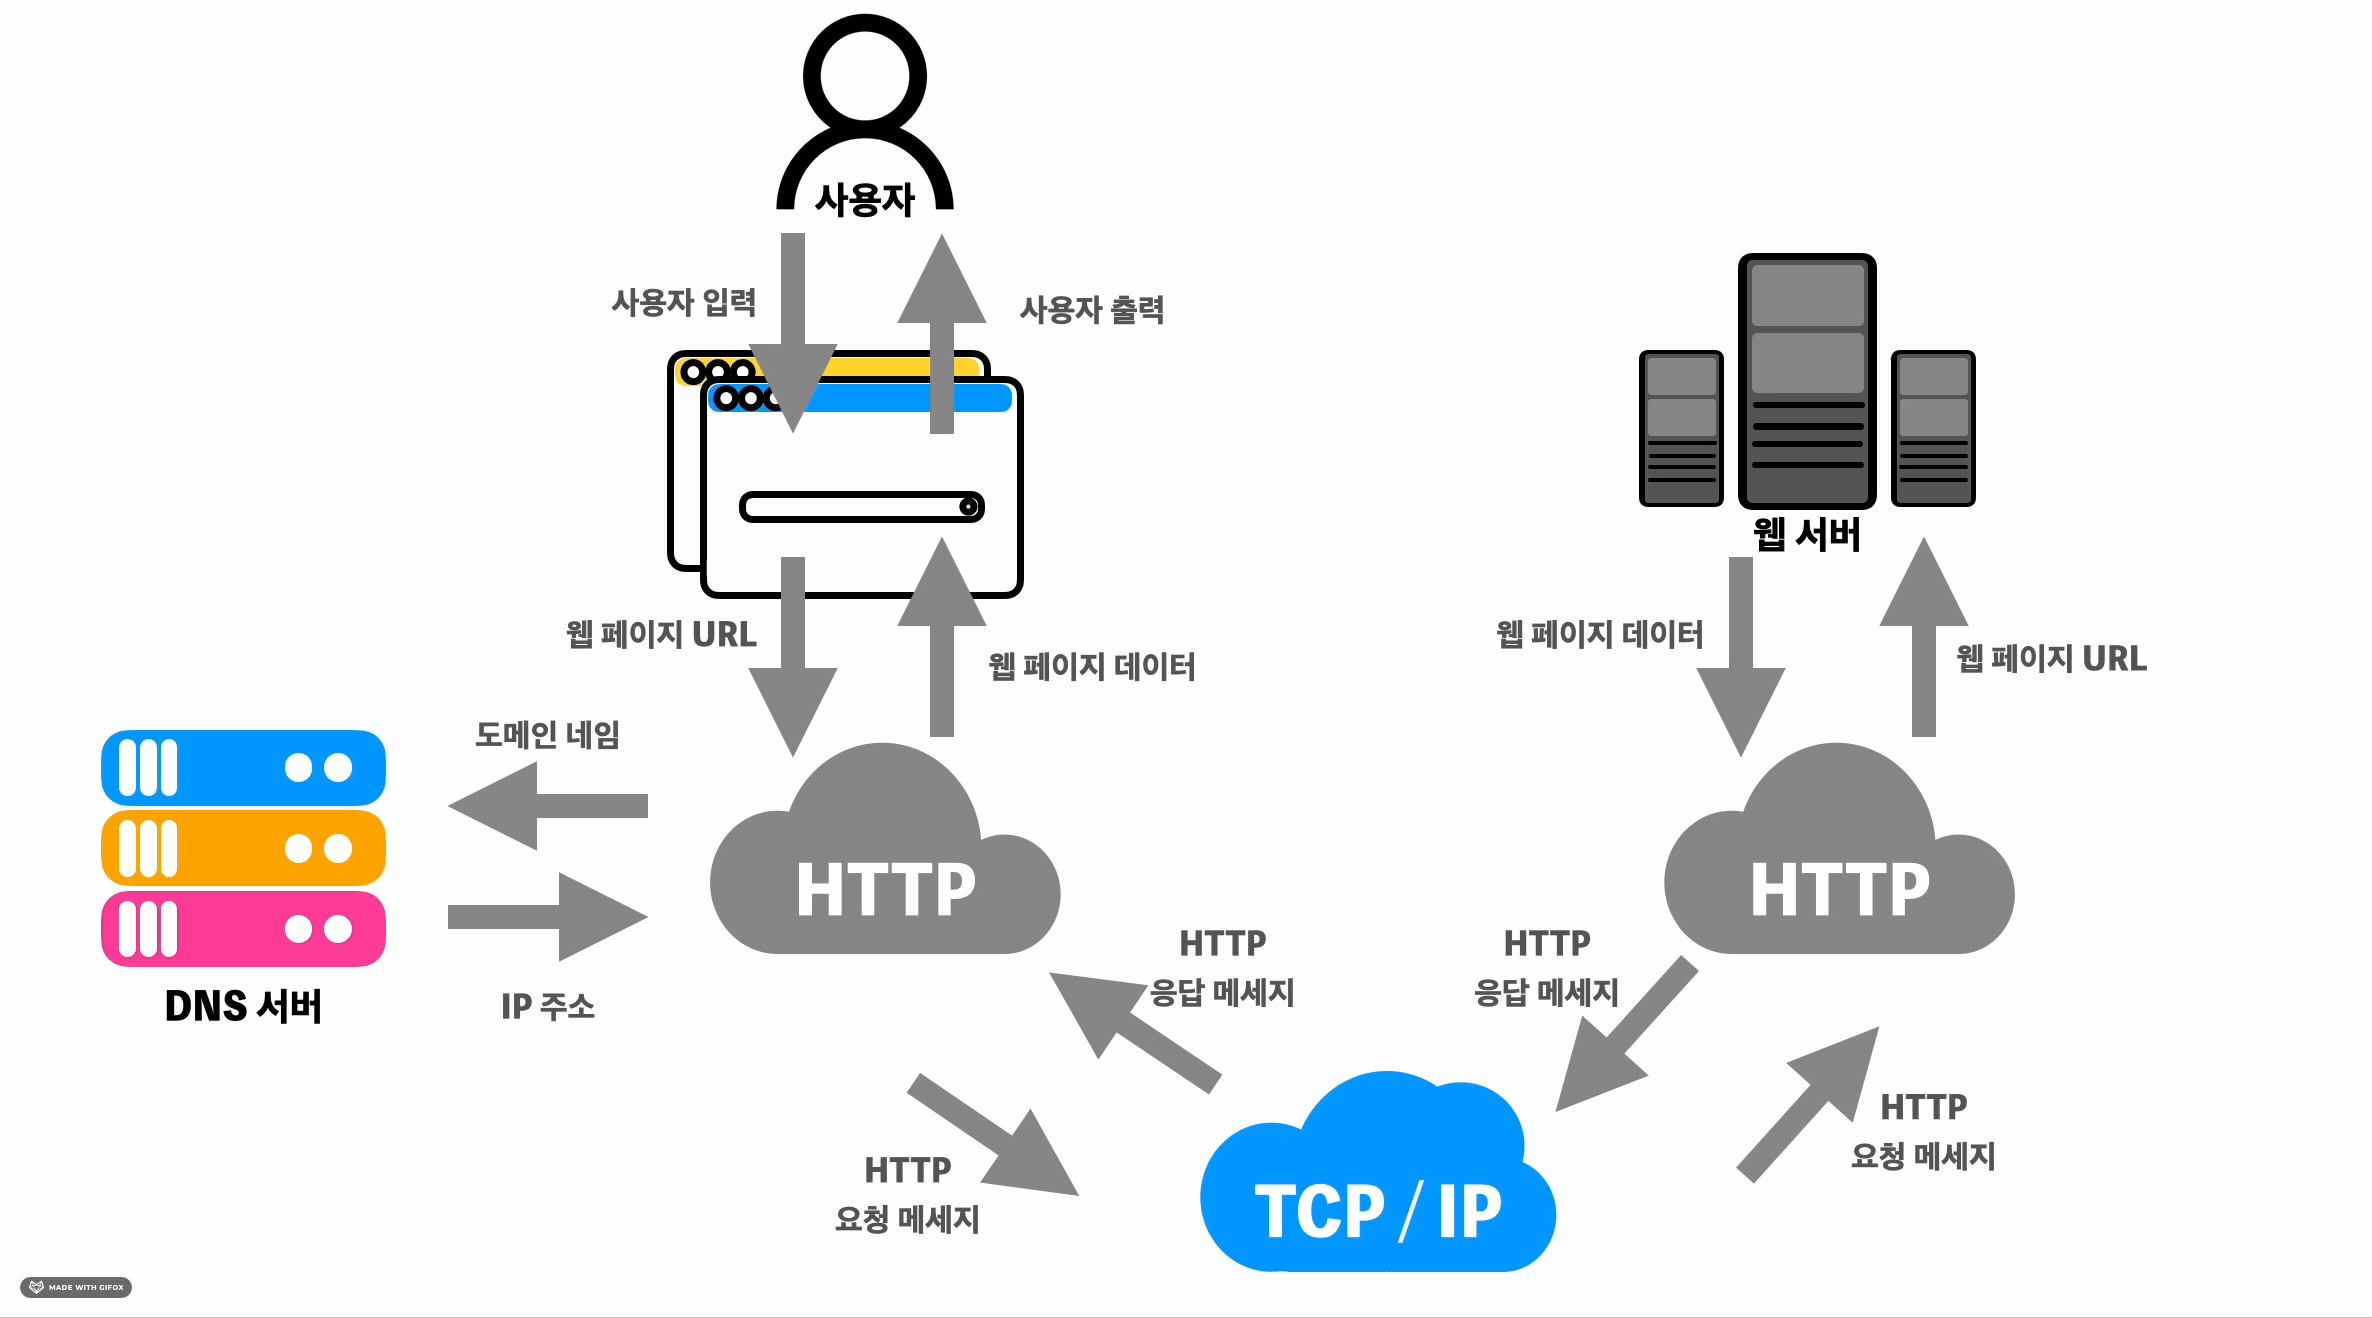 사용자
사용자 입력
사용자 출력
웹 서버
웹 페이지 URL
웹 페이지 데이터
웹 페이지 데이터
웹 페이지 URL
도메인 네임
HTTP
HTTP
DNS 서버
IP 주소
HTTP
응답 메세지
HTTP
응답 메세지
HTTP
요청 메세지
HTTP
요청 메세지
TCP / IP
MADE WITH GIFOX